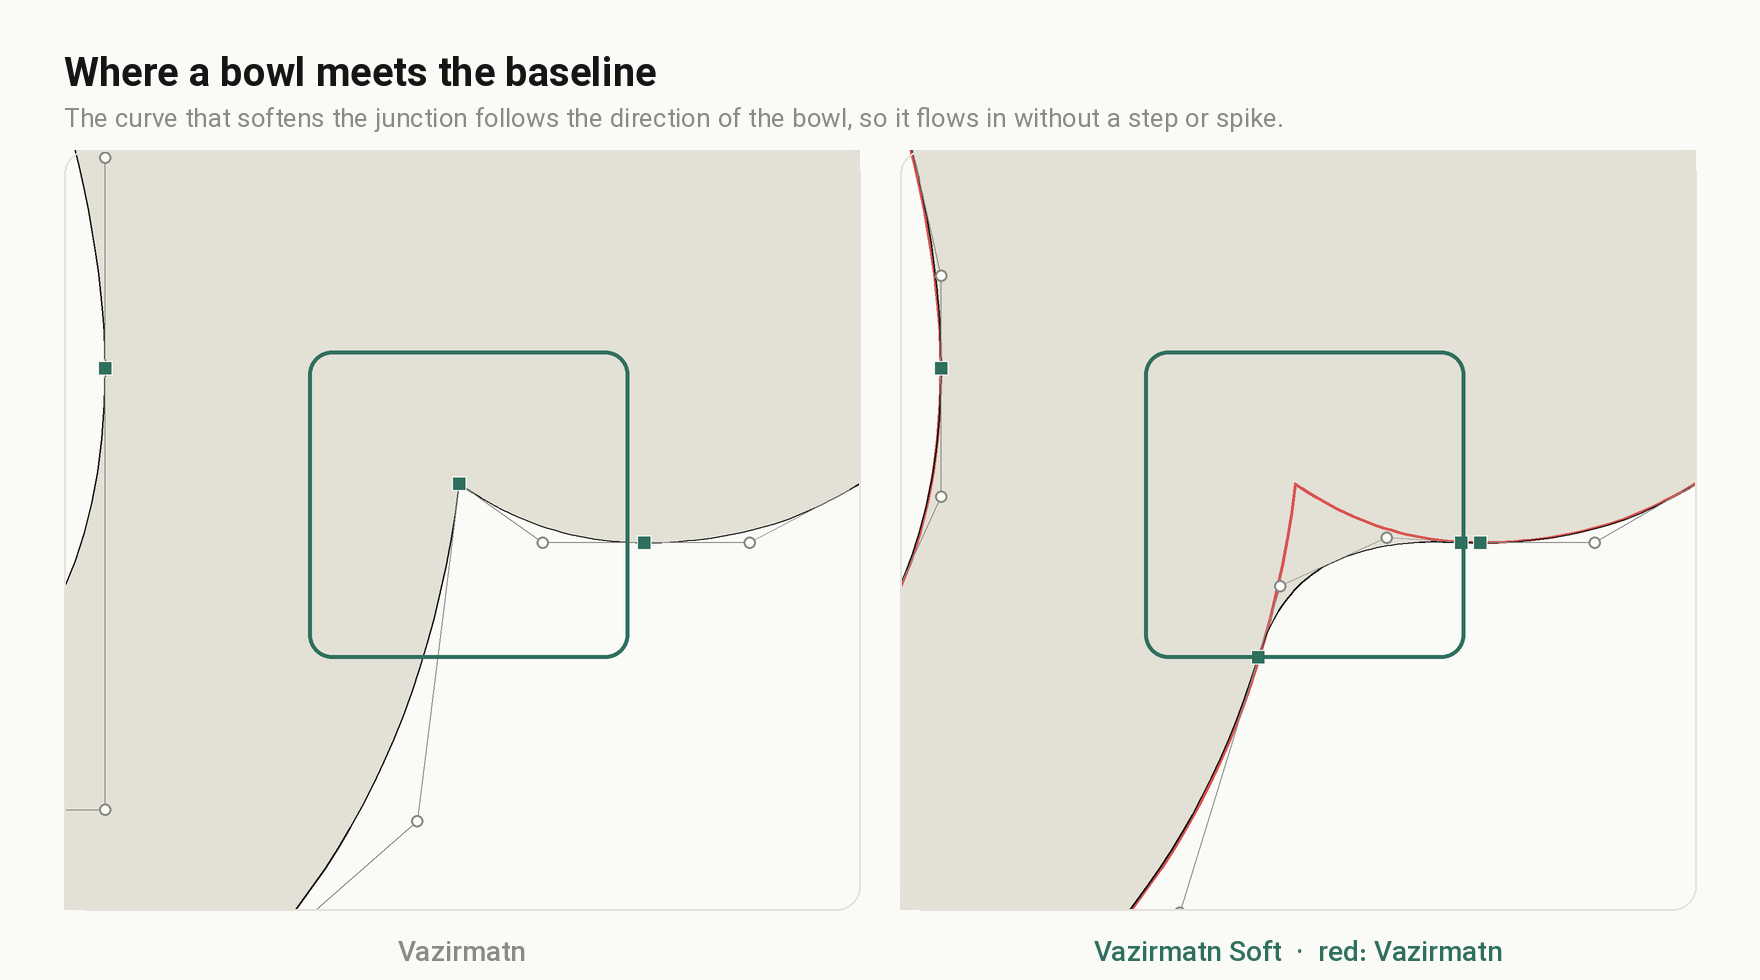 Where a bowl meets the baseline
The curve that softens the junction follows the direction of the bowl, so it flows in without a step or spike.
Vazirmatn
Vazirmatn Soft · red: Vazirmatn